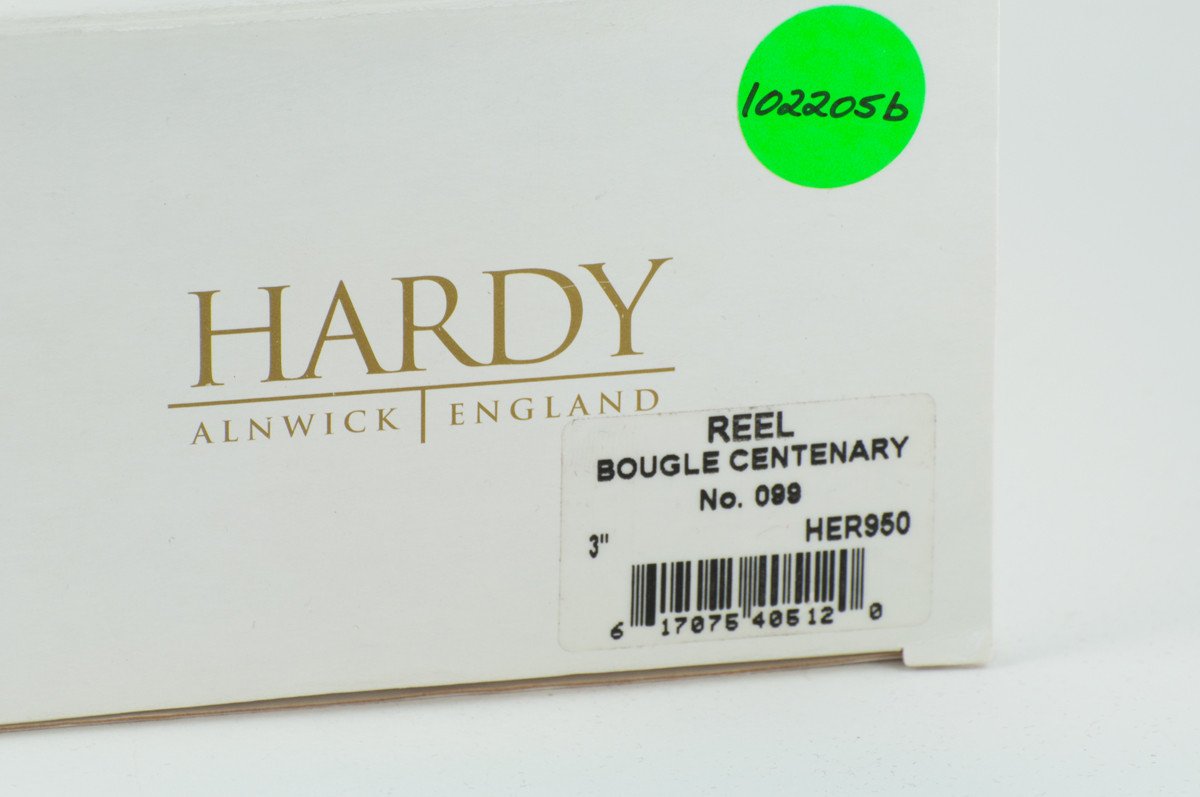 102205b
HARDY
ALNWICK | ENGLAND
REEL
BOUGLE CENTENARY
No. 099
3" HER950
6 17075 40512 0